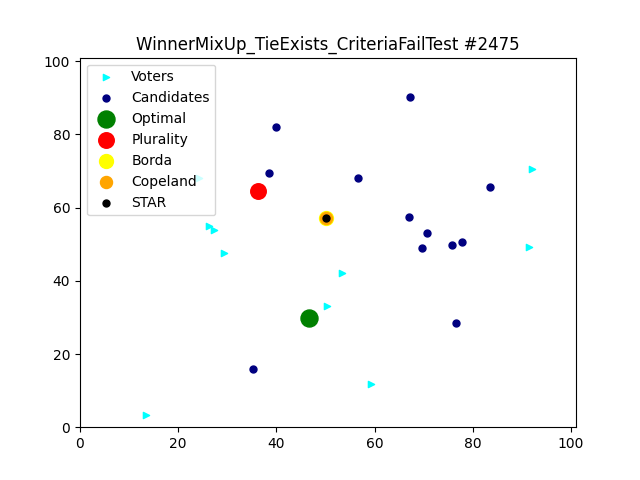 WinnerMixUp_TieExists_CriteriaFailTest #2475
100
80
60
40
20
0
Voters
Candidates
Optimal
Plurality
Borda
Copeland
STAR
0 20 40 60 80 100